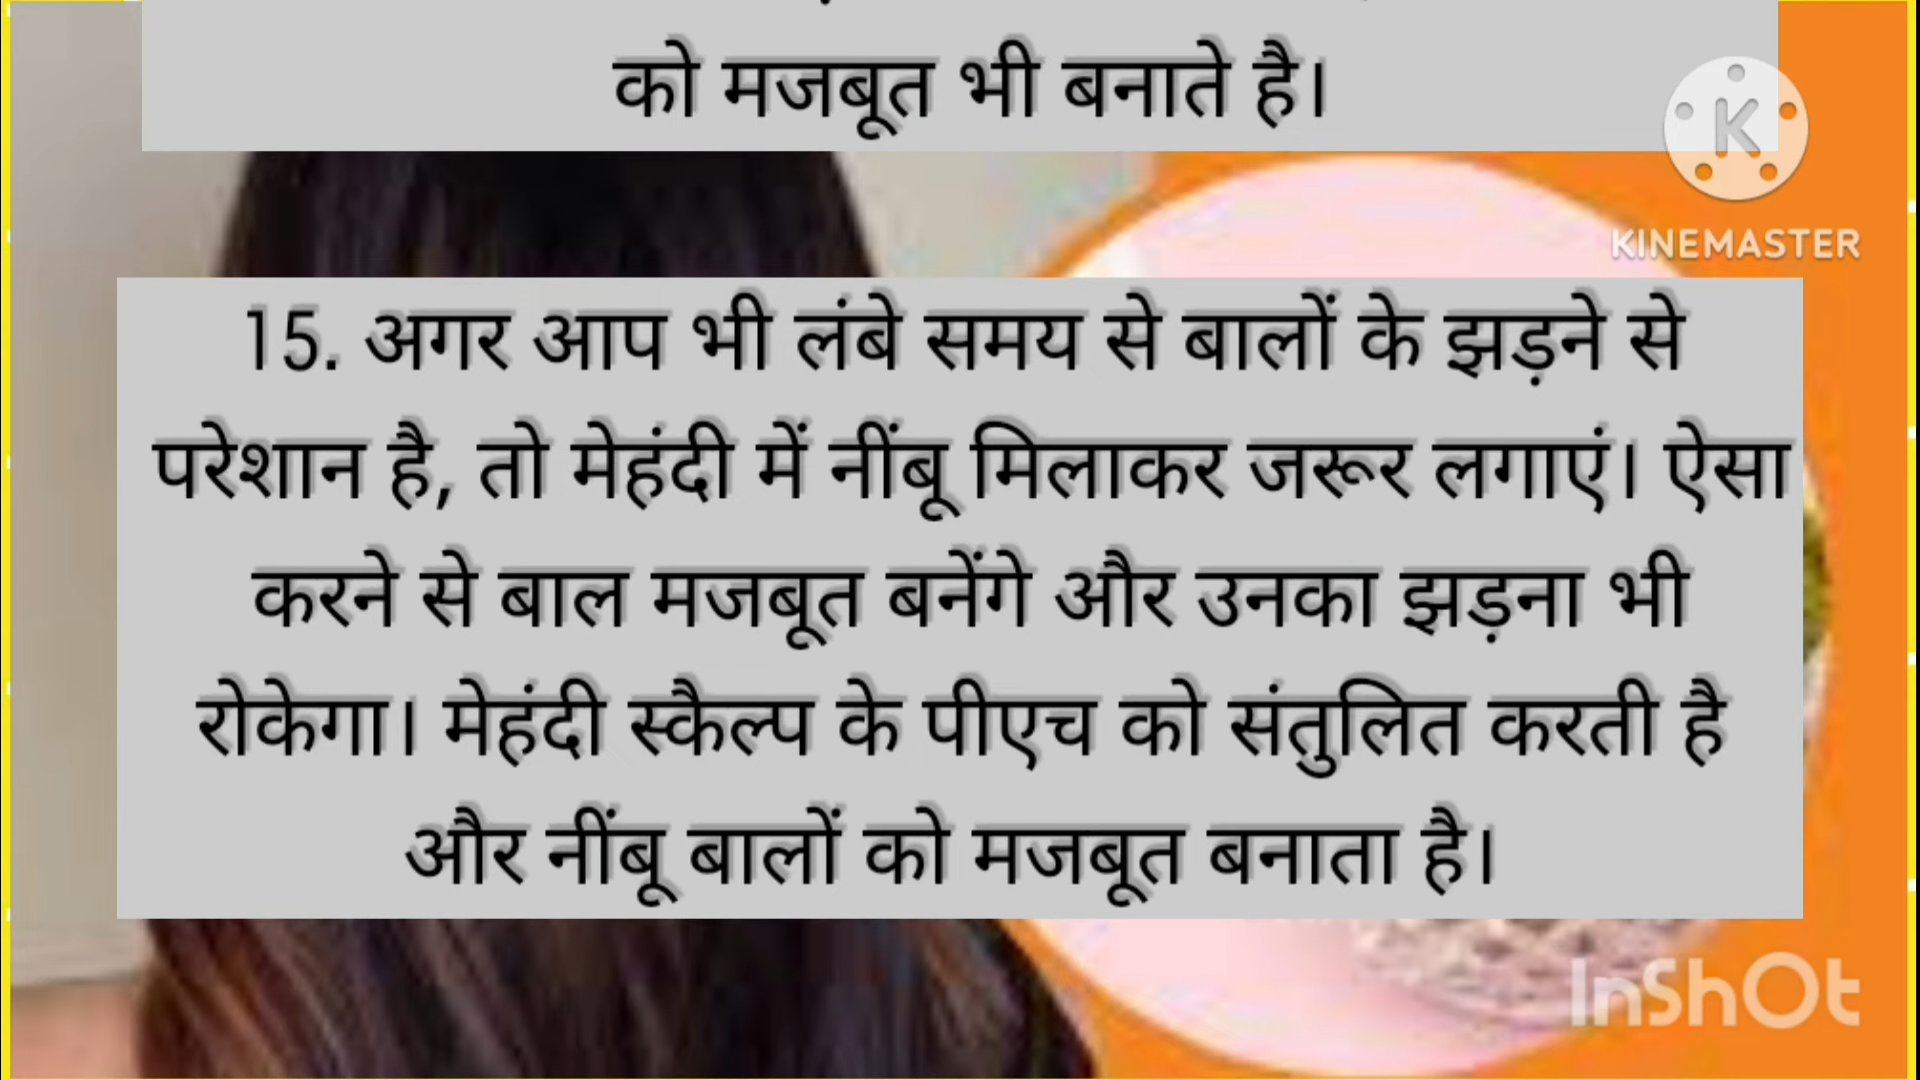 को मजबूत भी बनाते है।
K
KINEMASTER
15. अगर आप भी लंबे समय से बालों के झड़ने से
परेशान है, तो मेहंदी में नींबू मिलाकर जरूर लगाएं। ऐसा
करने से बाल मजबूत बनेंगे और उनका झड़ना भी
रोकेगा। मेहंदी स्कैल्प के पीएच को संतुलित करती है
और नींबू बालों को मजबूत बनाता है।
InShOt